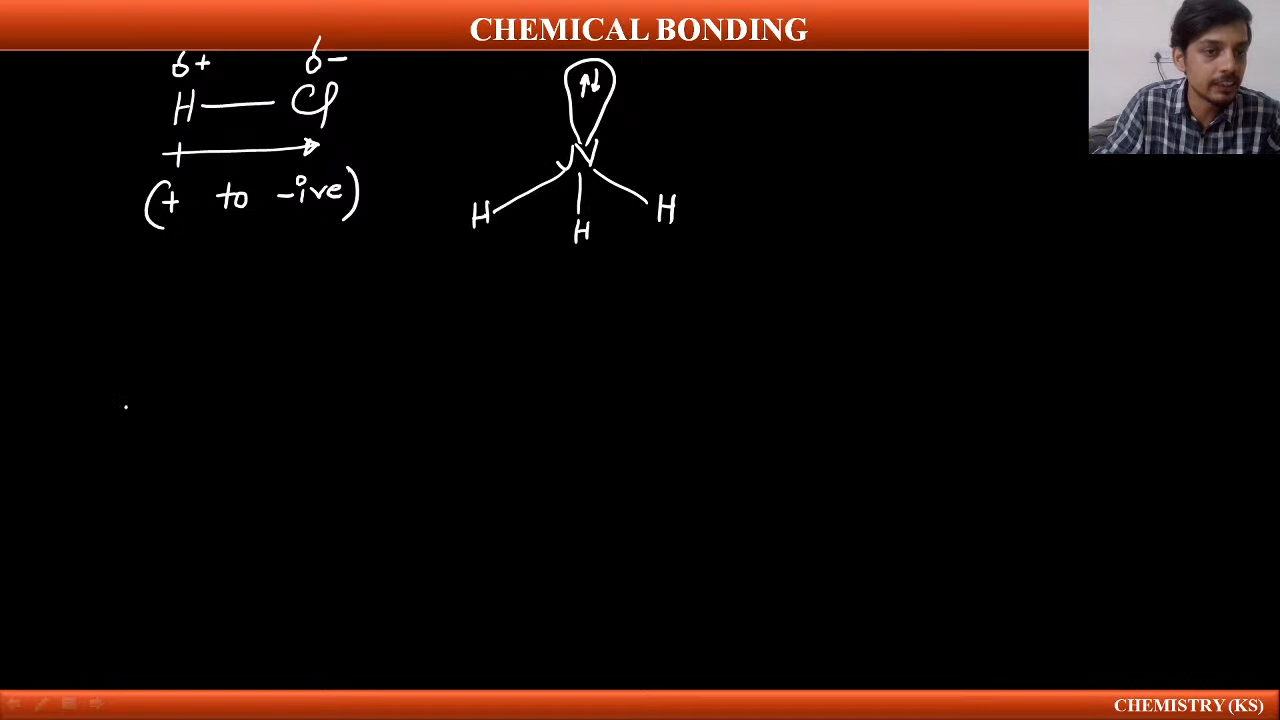 CHEMICAL BONDING
δ+ δ-
H — Cl
(+ to -ive)
↑↓
N
H H H
CHEMISTRY (KS)